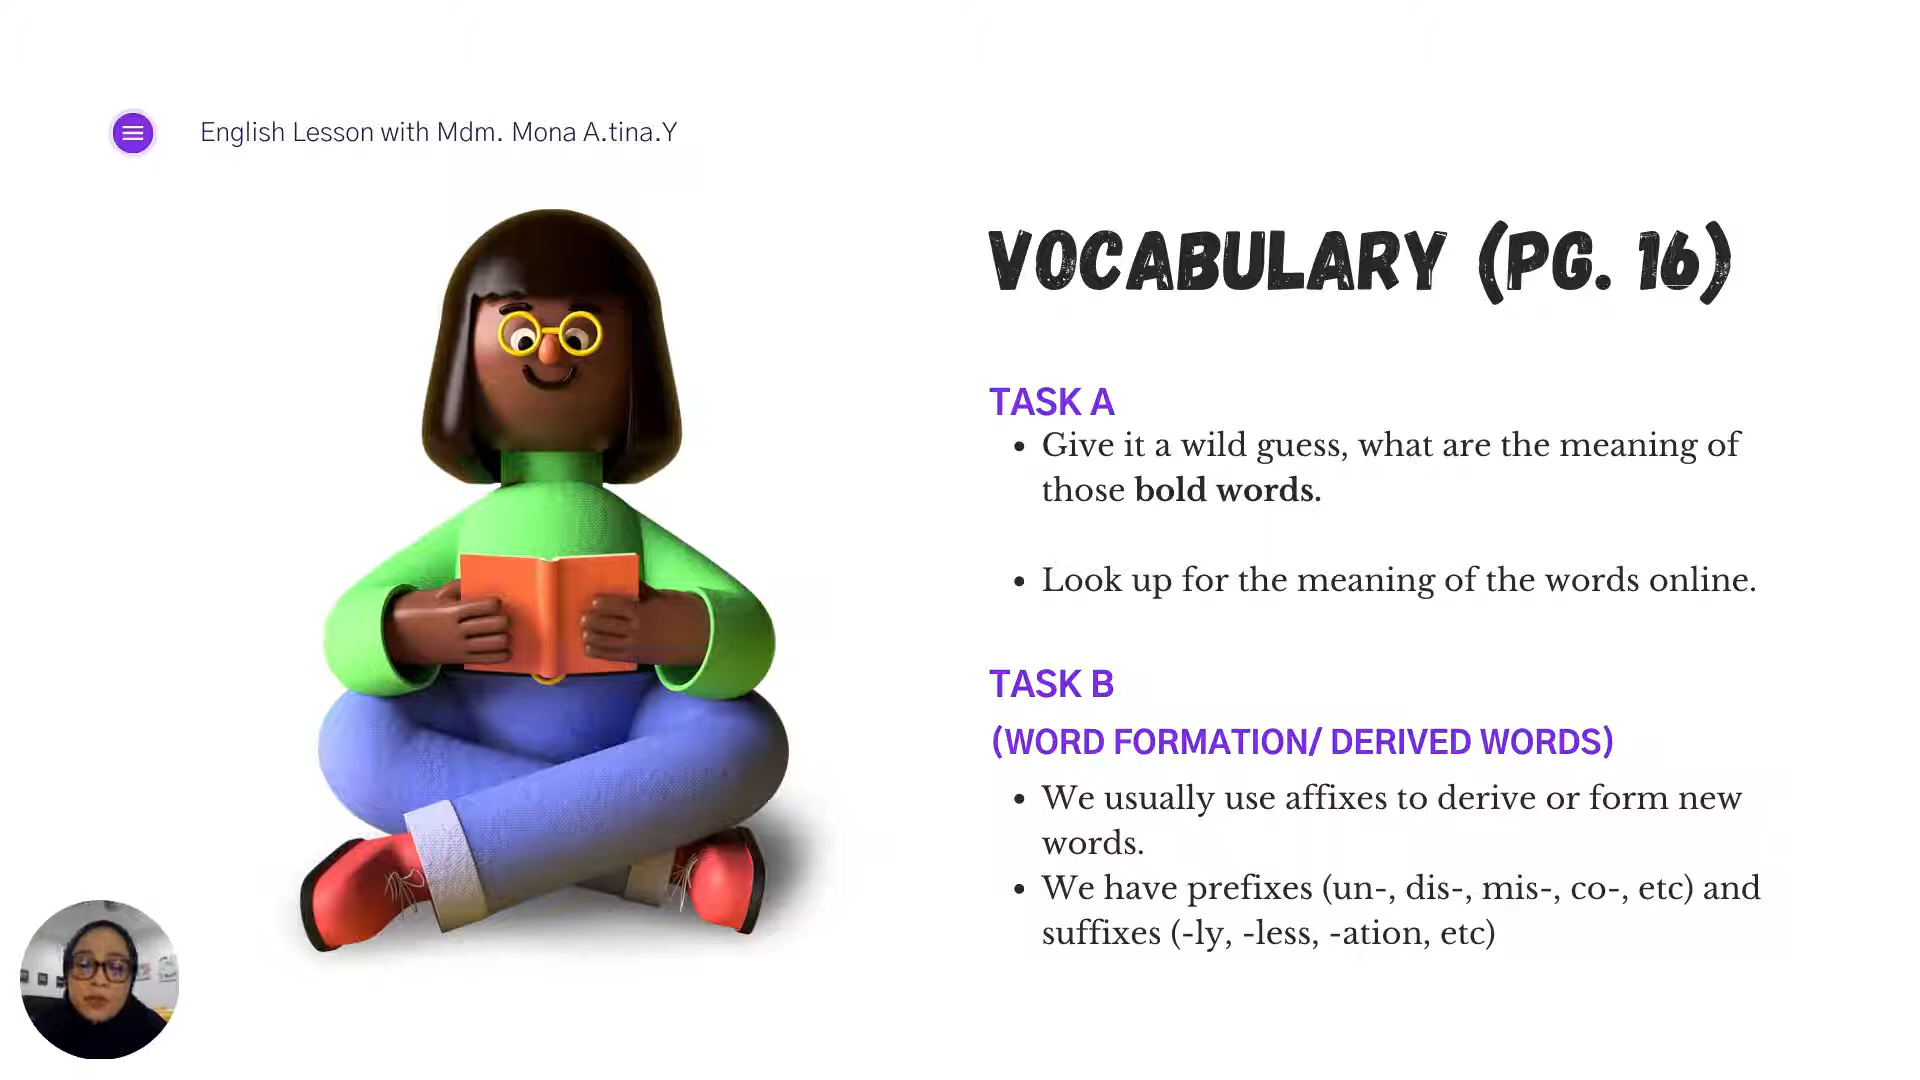 English Lesson with Mdm. Mona A.tina.Y
VOCABULARY (PG. 16)
TASK A
• Give it a wild guess, what are the meaning of
those bold words.
• Look up for the meaning of the words online.
TASK B
(WORD FORMATION/ DERIVED WORDS)
• We usually use affixes to derive or form new
words.
• We have prefixes (un-, dis-, mis-, co-, etc) and
suffixes (-ly, -less, -ation, etc)